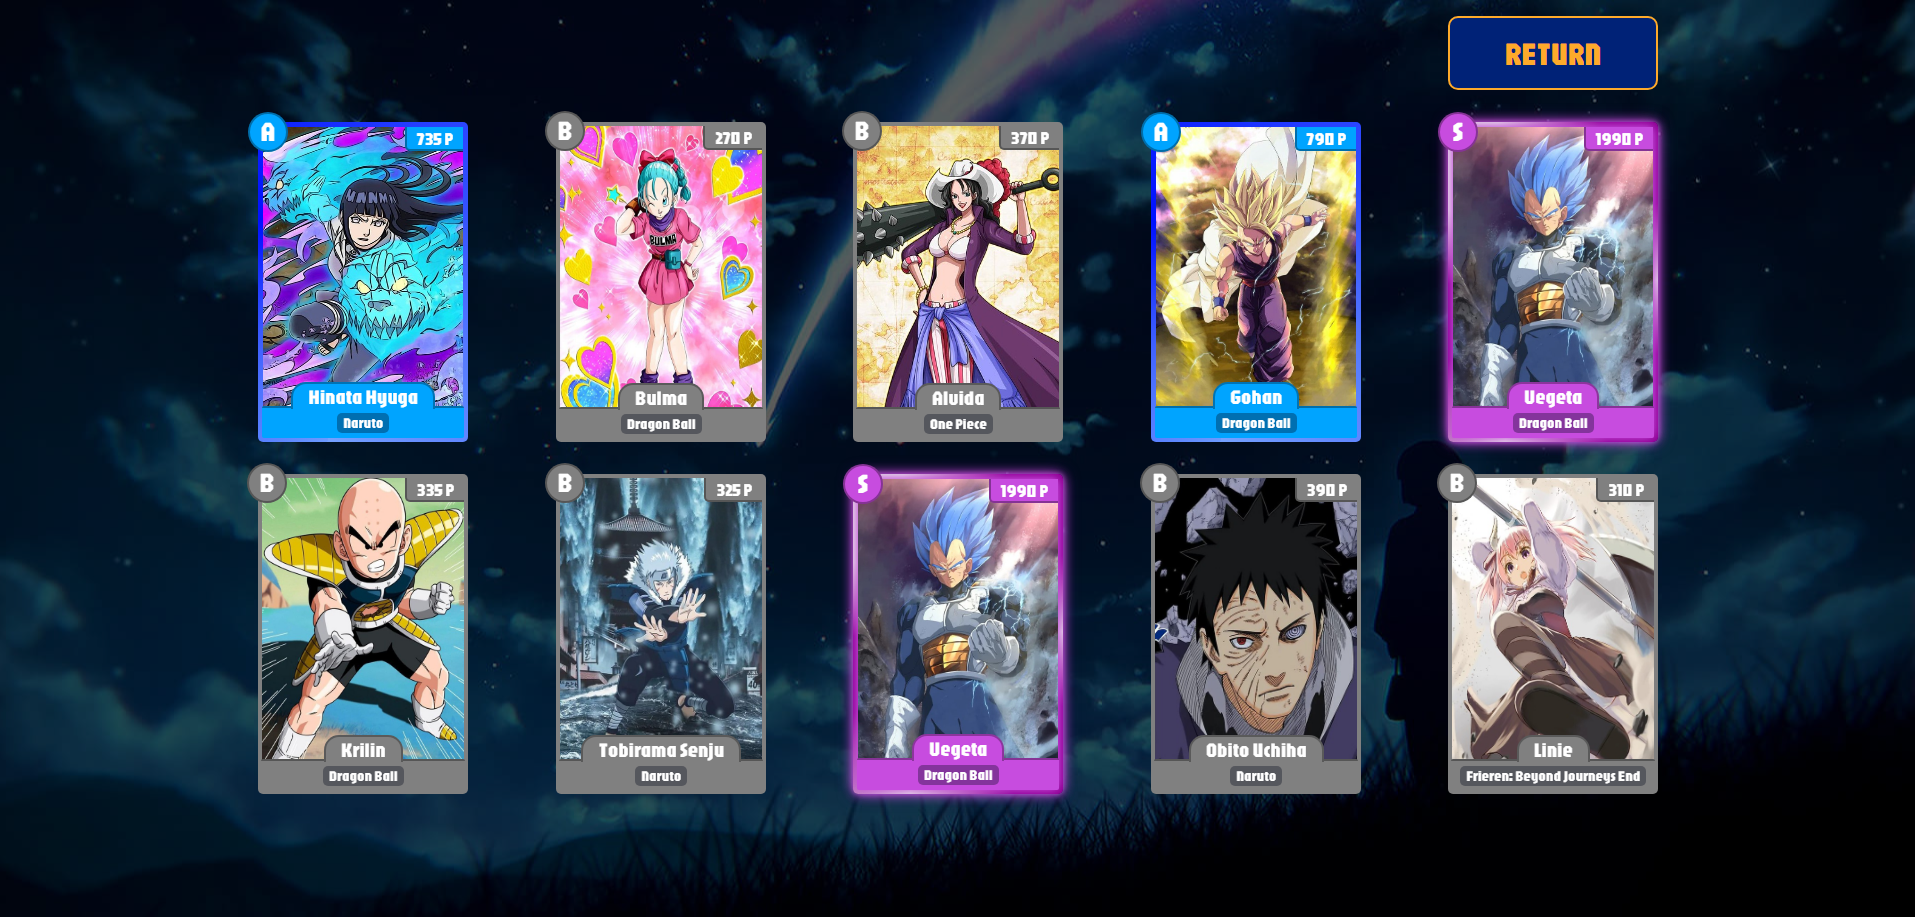 RETURN
A
735 P
Hinata Hyuga
Naruto
B
270 P
BULMA
Bulma
Dragon Ball
B
370 P
Alvida
One Piece
A
790 P
Gohan
Dragon Ball
S
1990 P
Vegeta
Dragon Ball
B
335 P
Krilin
Dragon Ball
B
325 P
Tobirama Senju
Naruto
S
1990 P
Vegeta
Dragon Ball
B
390 P
Obito Uchiha
Naruto
B
310 P
Linie
Frieren: Beyond Journeys End